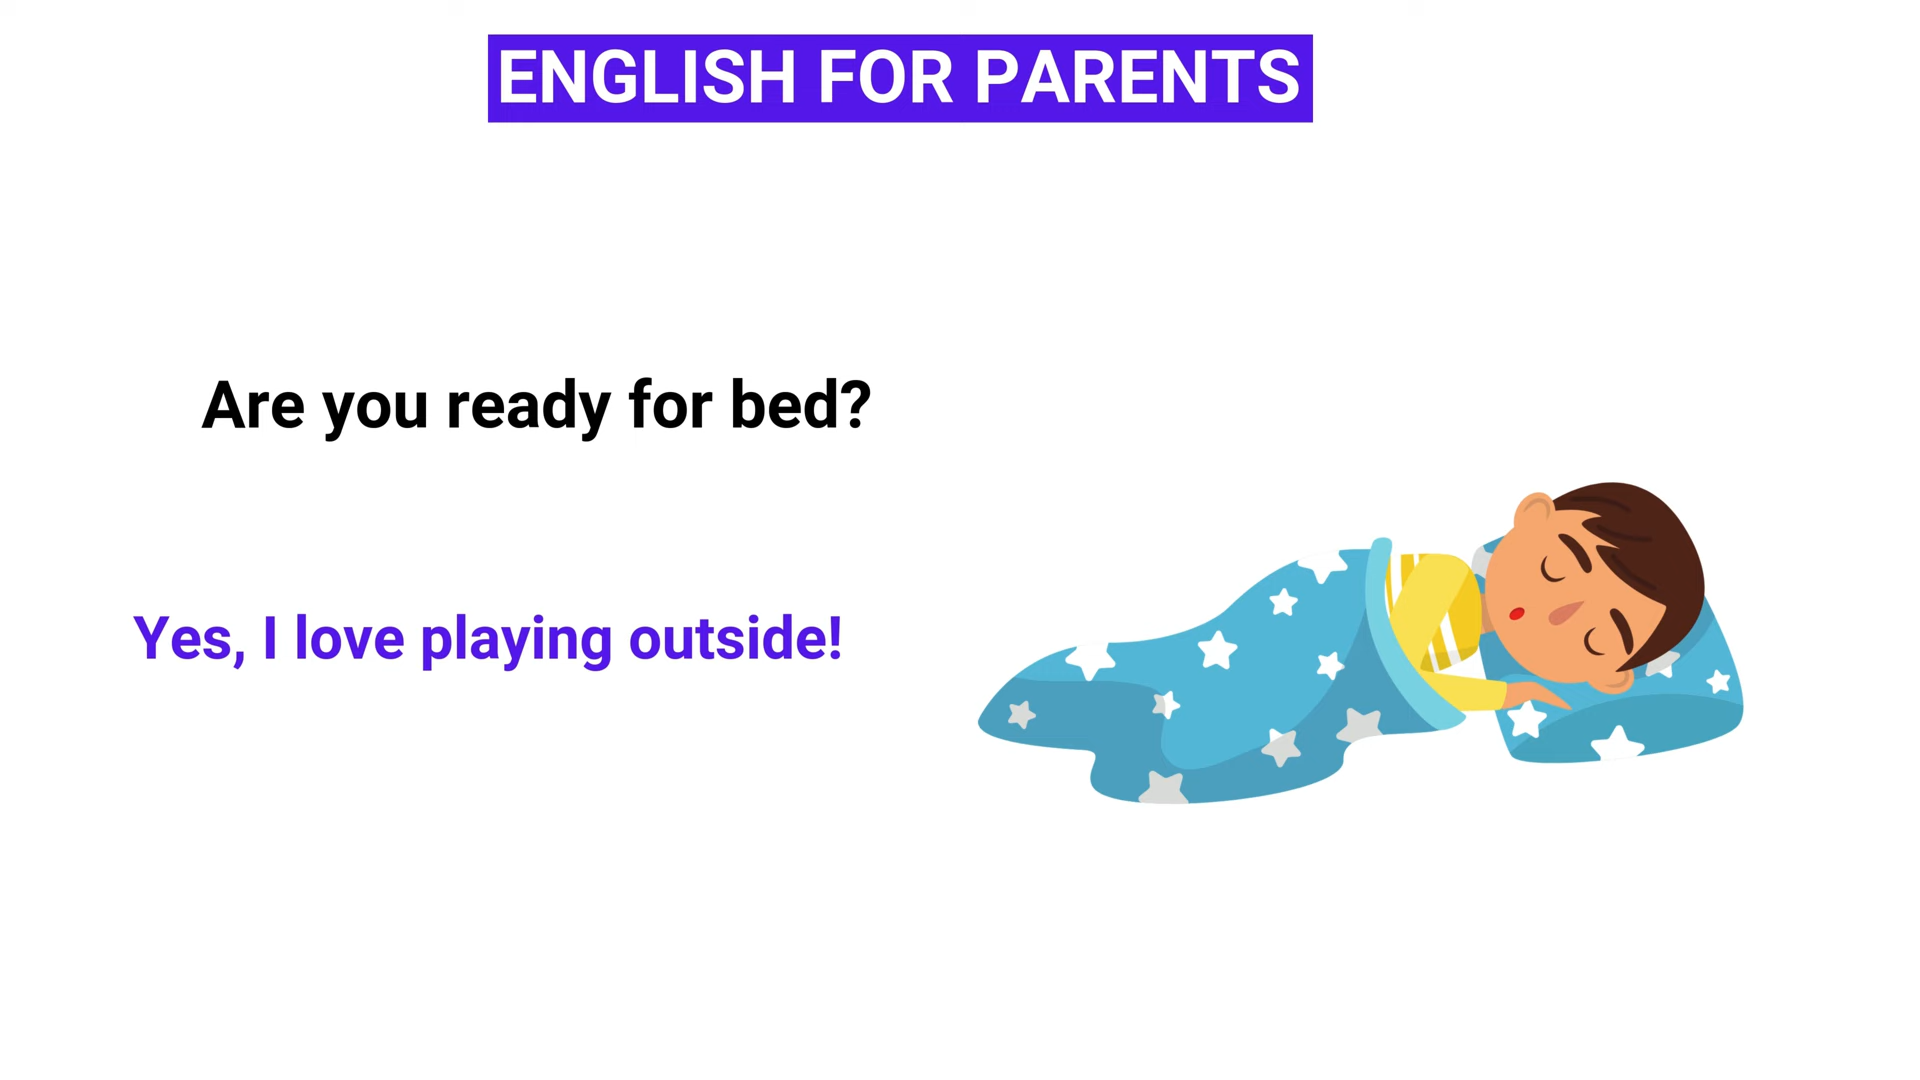 ENGLISH FOR PARENTS
Are you ready for bed?
Yes, I love playing outside!